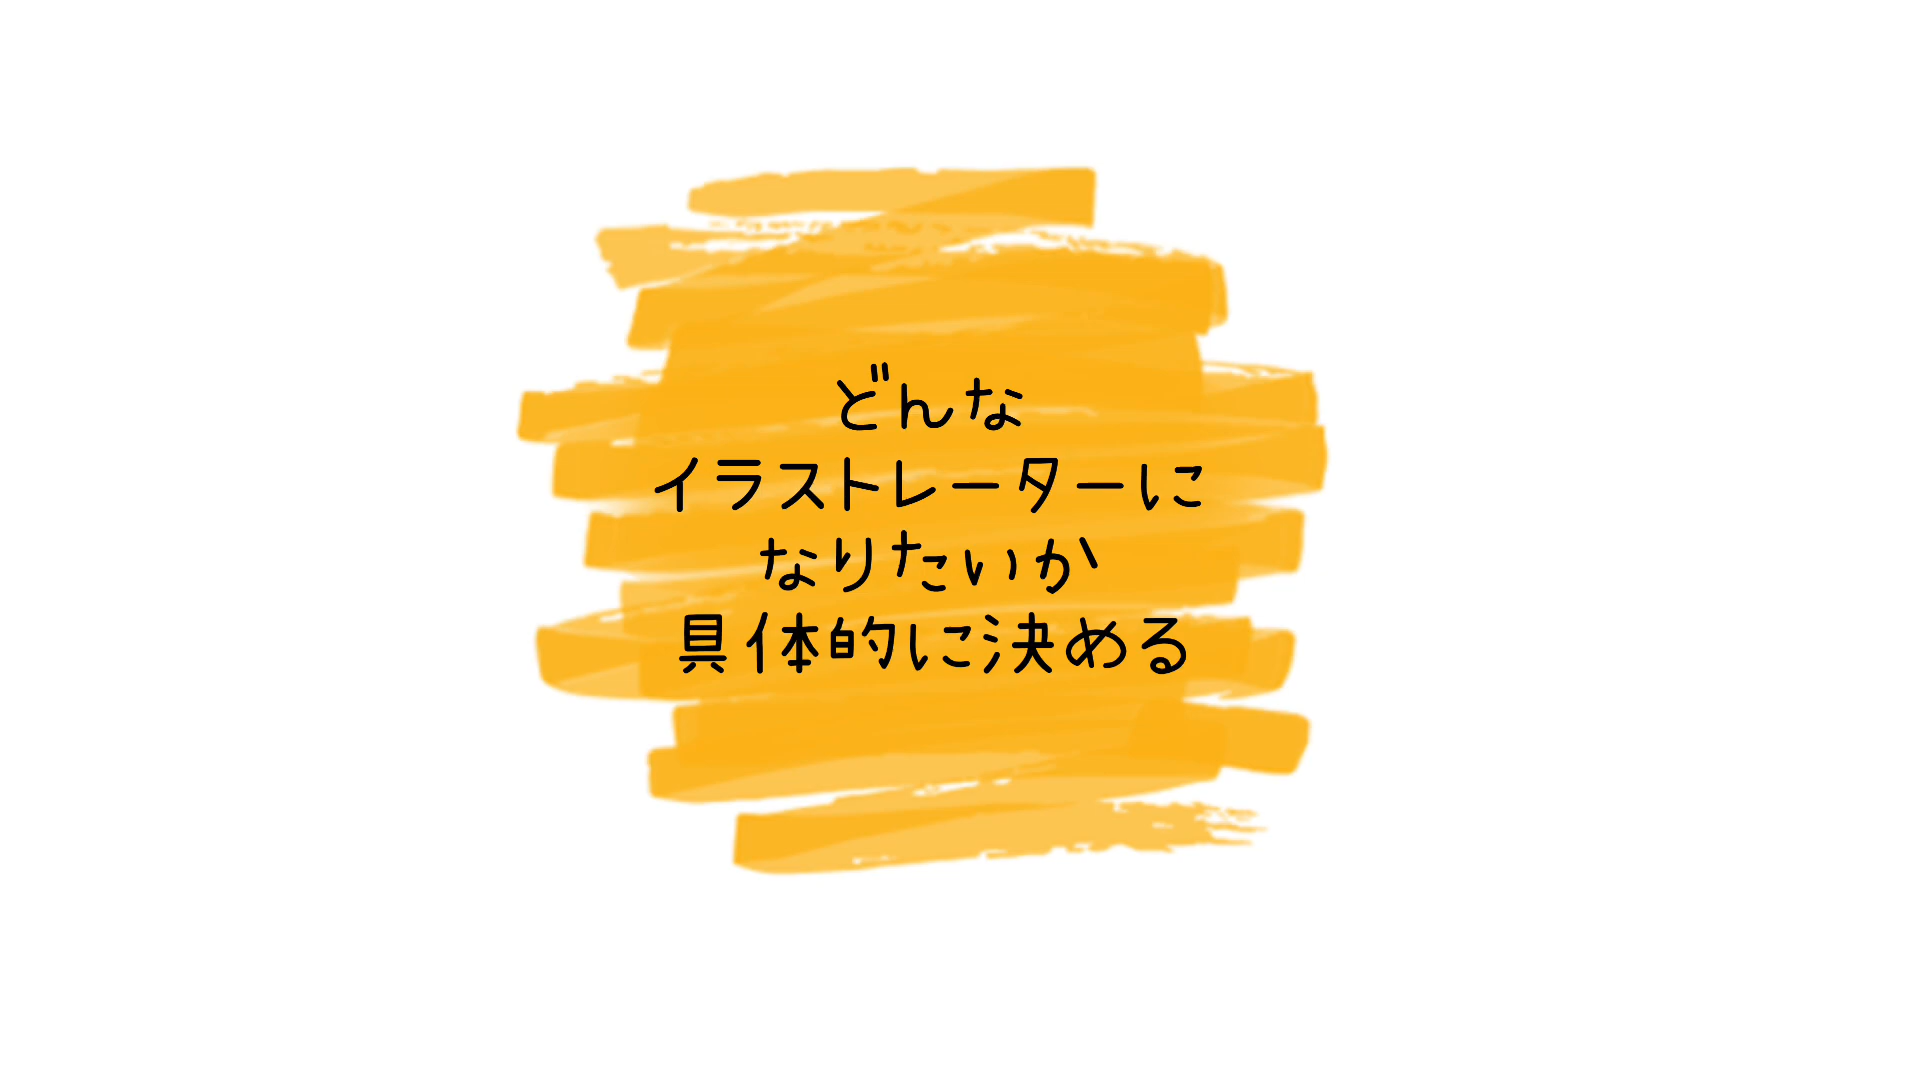 どんな
イラストレーターに
なりたいか
具体的に決める